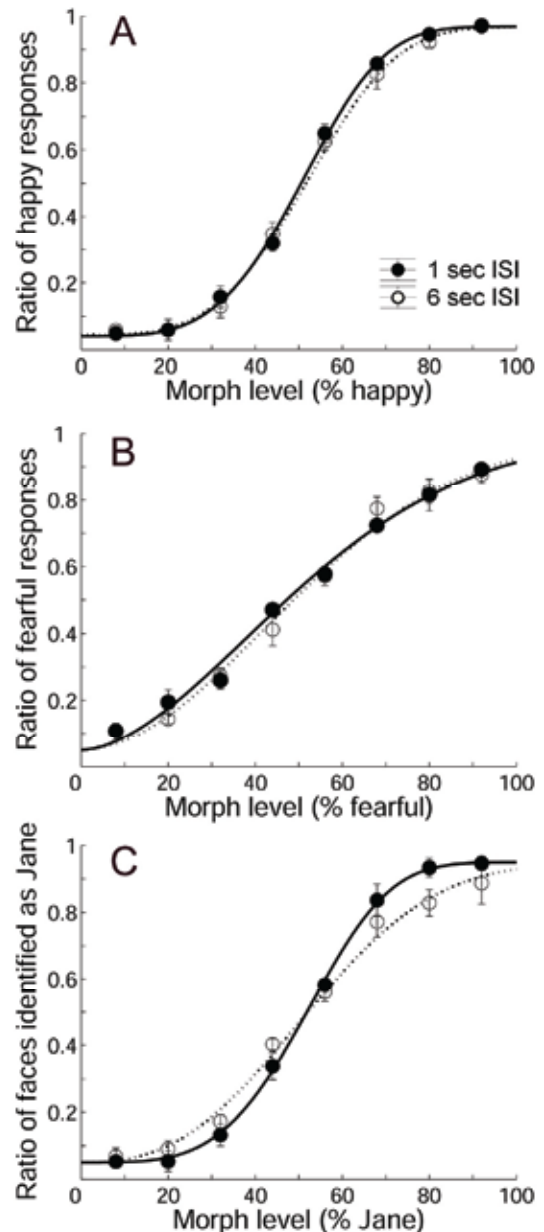 A
Ratio of happy responses
1
0.8
0.6
0.4
0.2
1 sec ISI
6 sec ISI
0 20 40 60 80 100
Morph level (% happy)
B
Ratio of fearful responses
1
0.8
0.6
0.4
0.2
0 20 40 60 80 100
Morph level (% fearful)
C
Ratio of faces identified as Jane
1
0.8
0.6
0.4
0.2
0 20 40 60 80 100
Morph level (% Jane)